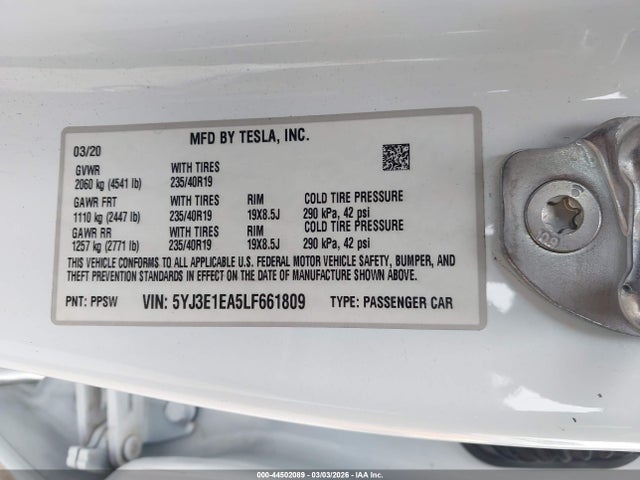 MFD BY TESLA, INC.
03/20
GVWR WITH TIRES
2060 kg (4541 lb) 235/40R19
GAWR FRT WITH TIRES RIM COLD TIRE PRESSURE
1110 kg (2447 lb) 235/40R19 19X8.5J 290 kPa, 42 psi
GAWR RR WITH TIRES RIM COLD TIRE PRESSURE
1257 kg (2771 lb) 235/40R19 19X8.5J 290 kPa, 42 psi
THIS VEHICLE CONFORMS TO ALL APPLICABLE U.S. FEDERAL MOTOR VEHICLE SAFETY, BUMPER, AND
THEFT PREVENTION STANDARDS IN EFFECT ON THE DATE OF MANUFACTURE SHOWN ABOVE.
PNT: PPSW VIN: 5YJ3E1EA5LF661809 TYPE: PASSENGER CAR
000-44502089 - 03/03/2026 - IAA Inc.